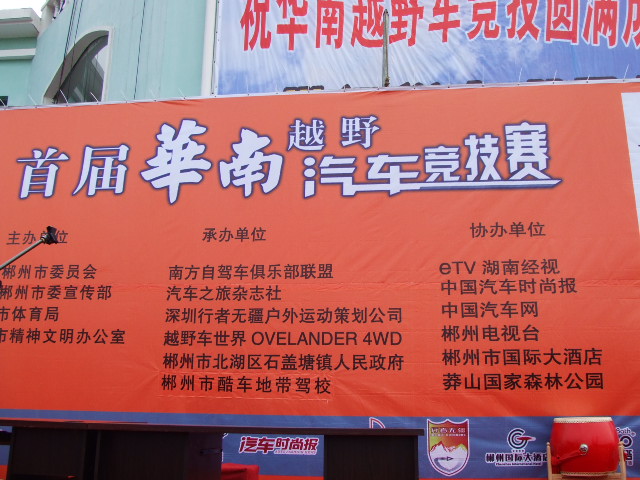 祝华南越野车竞技圆满成
首届 華南 越野
汽车竞技赛
主办单位
郴州市委员会
郴州市委宣传部
市体育局
市精神文明办公室
承办单位
南方自驾车俱乐部联盟
汽车之旅杂志社
深圳行者无疆户外运动策划公司
越野车世界 OVELANDER 4WD
郴州市北湖区石盖塘镇人民政府
郴州市酷车地带驾校
协办单位
eTV 湖南经视
中国汽车时尚报
中国汽车网
郴州电视台
郴州市国际大酒店
莽山国家森林公园
汽车时尚报
郴州国际大酒店